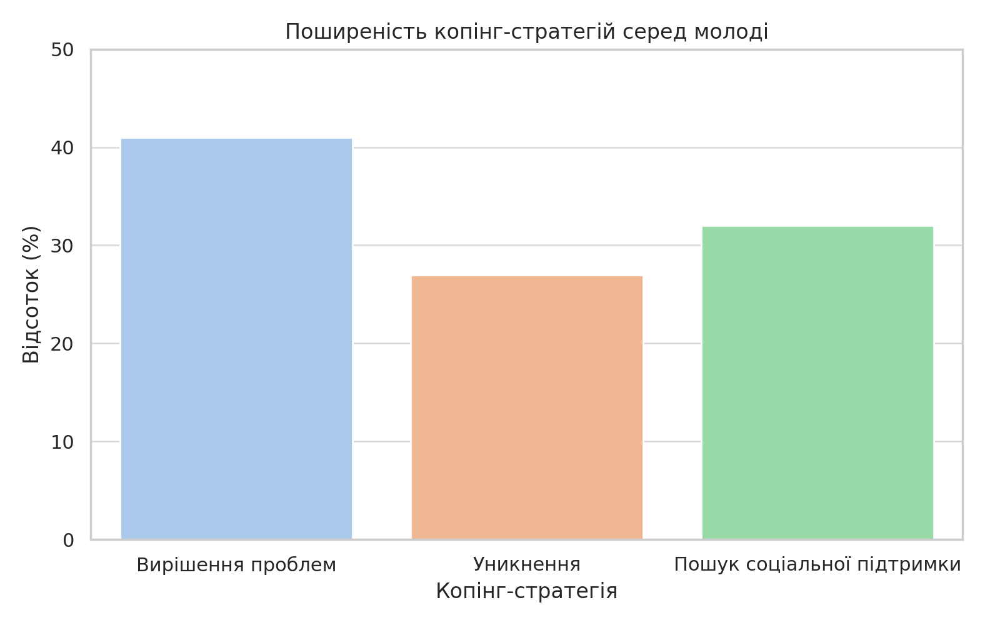 Поширеність копінг-стратегій серед молоді
50
40
30
20
10
0
Відсоток (%)
Вирішення проблем
Уникнення
Пошук соціальної підтримки
Копінг-стратегія